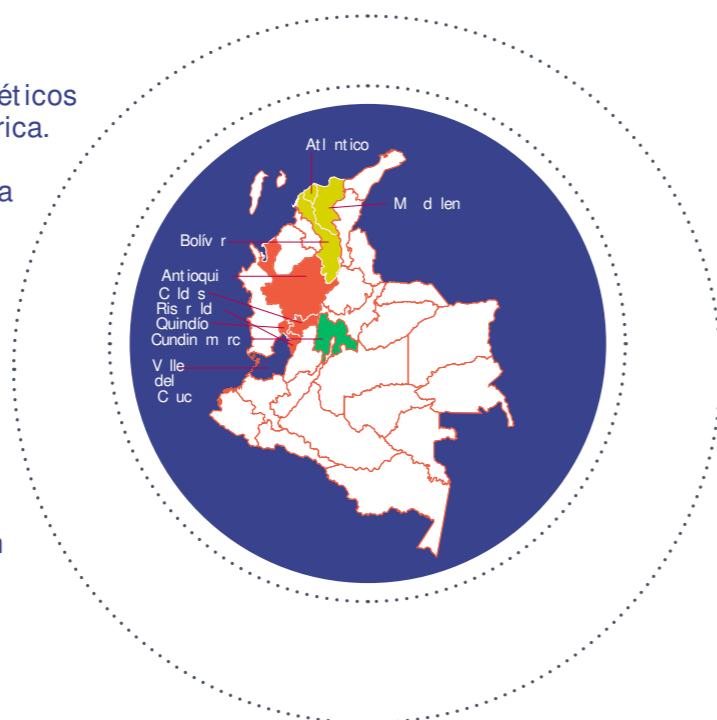 éticos
rica.
a
n
Atl ntico
M d len
Bolív r
Antioqui
C ld s
Ris r ld
Quindío
Cundin m rc
V lle
del
C uc